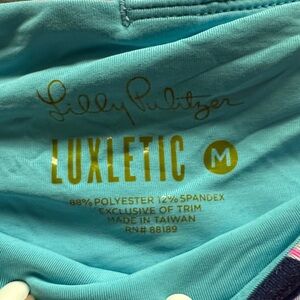 Lilly Pulitzer
LUXLETIC M
88% POLYESTER 12% SPANDEX
EXCLUSIVE OF TRIM
MADE IN TAIWAN
RN# 88189